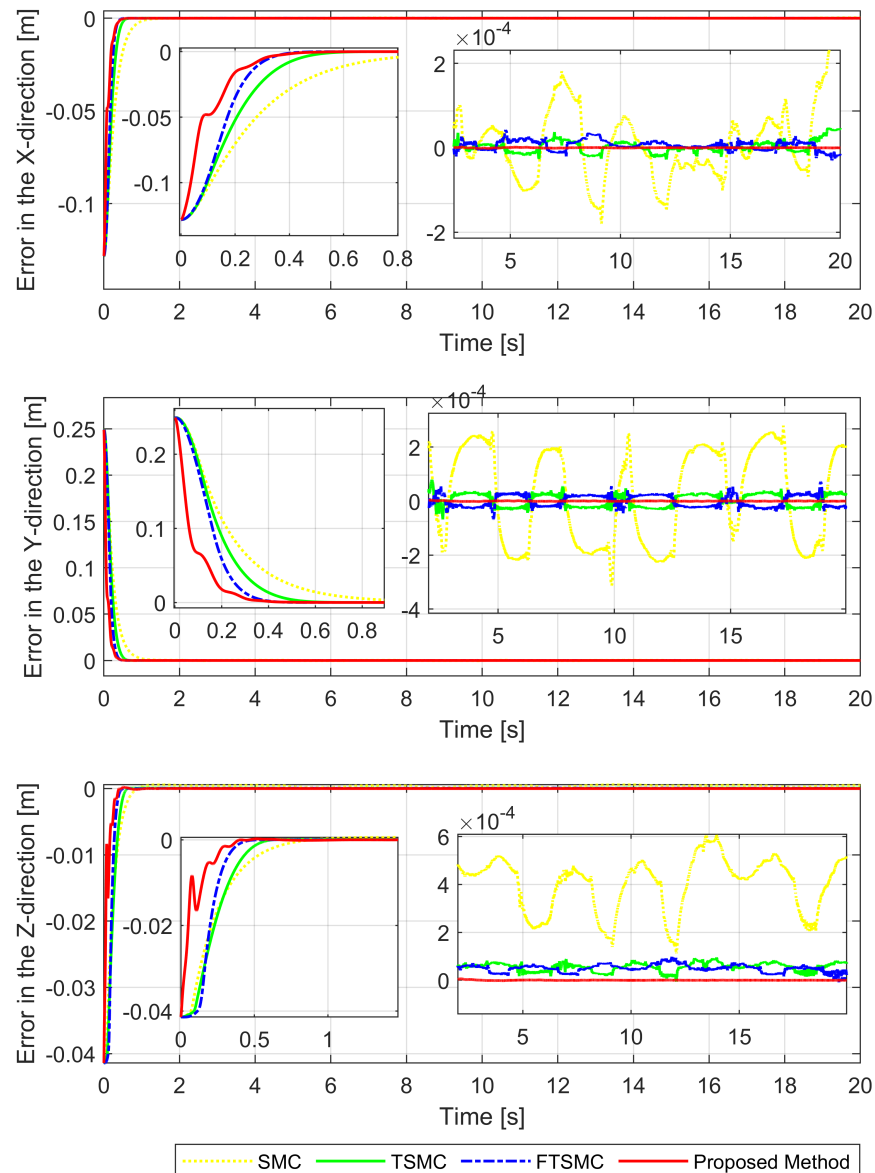 Error in the X-direction [m]
0
-0.05
-0.1
0
-0.05
-0.1
0 0.2 0.4 0.6 0.8
×10-4
2
0
-2
5 10 15 20
0 2 4 6 8 10 12 14 16 18 20
Time [s]
Error in the Y-direction [m]
0.25
0.2
0.15
0.1
0.05
0
0.2
0.1
0
0 0.2 0.4 0.6 0.8
×10-4
2
0
-2
-4
5 10 15
0 2 4 6 8 10 12 14 16 18 20
Time [s]
Error in the Z-direction [m]
0
-0.01
-0.02
-0.03
-0.04
0
-0.02
-0.04
0 0.5 1
×10-4
6
4
2
0
5 10 15
0 2 4 6 8 10 12 14 16 18 20
Time [s]
SMC TSMC FTSMC Proposed Method